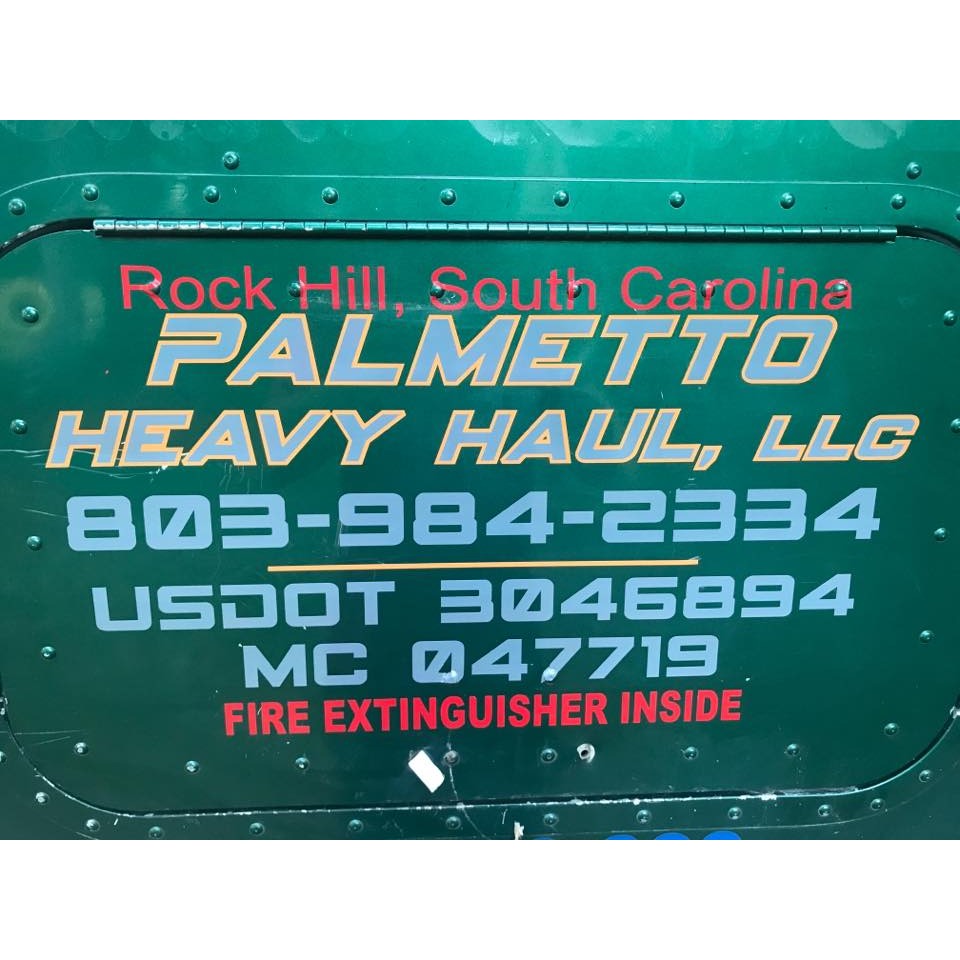 Rock Hill, South Carolina
PALMETTO
HEAVY HAUL, LLC
803-984-2334
USDOT 3046894
MC 047719
FIRE EXTINGUISHER INSIDE